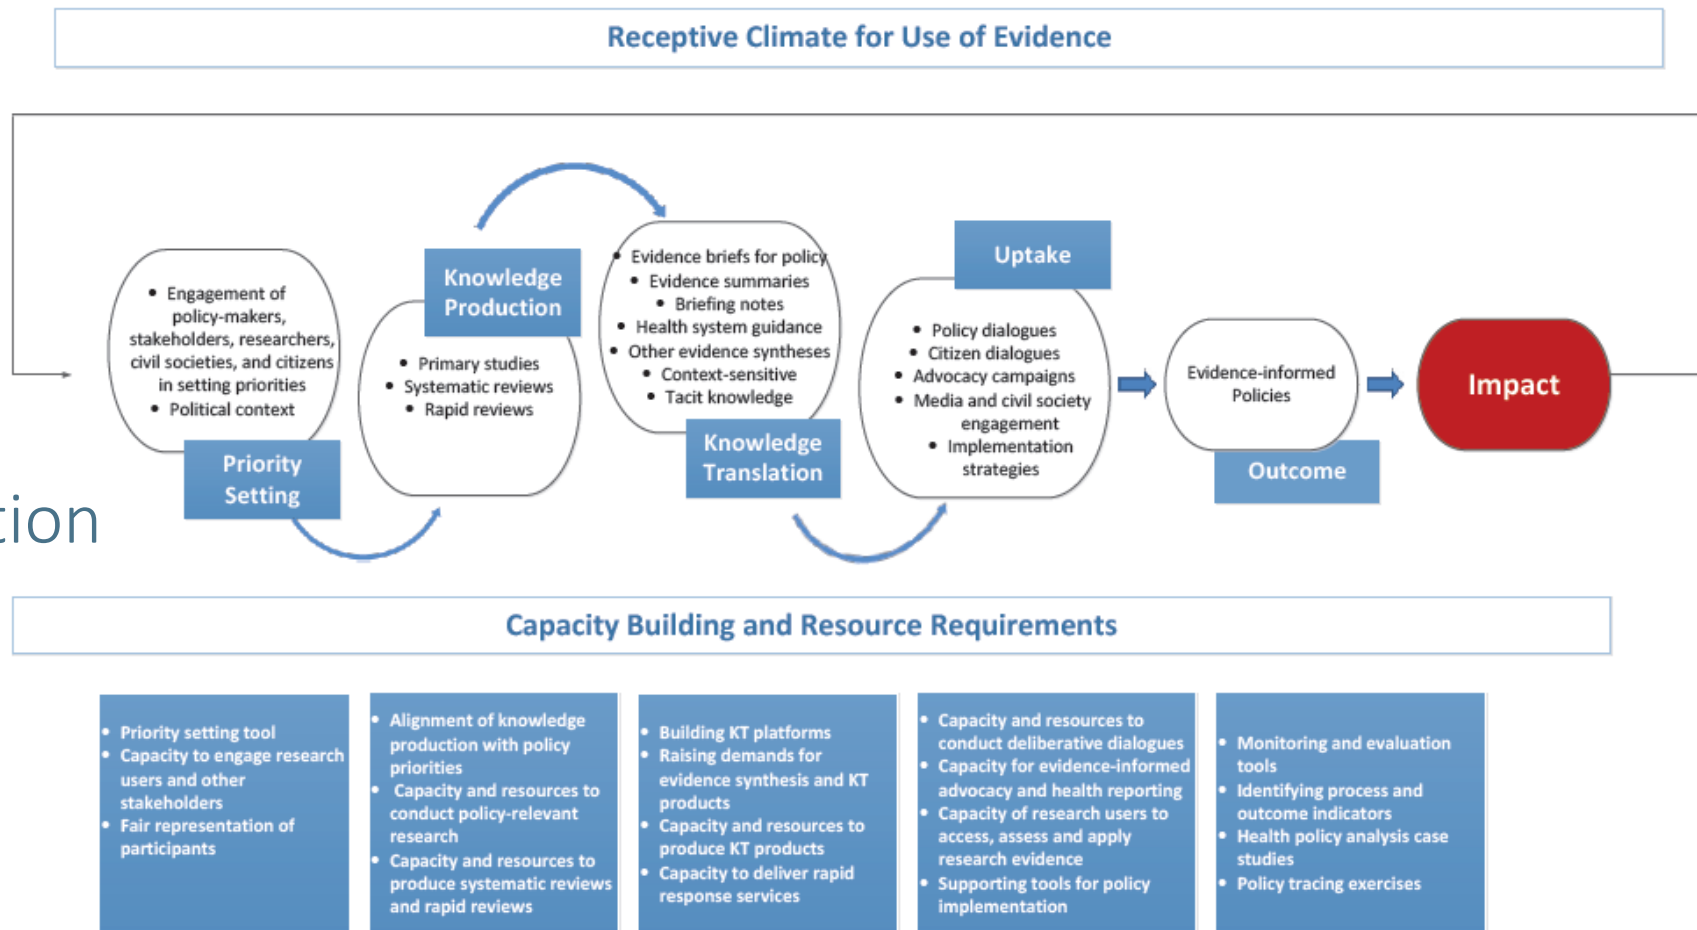 Receptive Climate for Use of Evidence
• Engagement of
policy-makers,
stakeholders, researchers,
civil societies, and citizens
in setting priorities
• Political context
Priority
Setting
Knowledge
Production
• Primary studies
• Systematic reviews
• Rapid reviews
• Evidence briefs for policy
• Evidence summaries
• Briefing notes
• Health system guidance
• Other evidence syntheses
• Context-sensitive
• Tacit knowledge
Knowledge
Translation
Uptake
• Policy dialogues
• Citizen dialogues
• Advocacy campaigns
• Media and civil society
engagement
• Implementation
strategies
Evidence-informed
Policies
Outcome
Impact
tion
Capacity Building and Resource Requirements
• Priority setting tool
• Capacity to engage research
users and other
stakeholders
• Fair representation of
participants
• Alignment of knowledge
production with policy
priorities
• Capacity and resources to
conduct policy-relevant
research
• Capacity and resources to
produce systematic reviews
and rapid reviews
• Building KT platforms
• Raising demands for
evidence synthesis and KT
products
• Capacity and resources to
produce KT products
• Capacity to deliver rapid
response services
• Capacity and resources to
conduct deliberative dialogues
• Capacity for evidence-informed
advocacy and health reporting
• Capacity of research users to
access, assess and apply
research evidence
• Supporting tools for policy
implementation
• Monitoring and evaluation
tools
• Identifying process and
outcome indicators
• Health policy analysis case
studies
• Policy tracing exercises